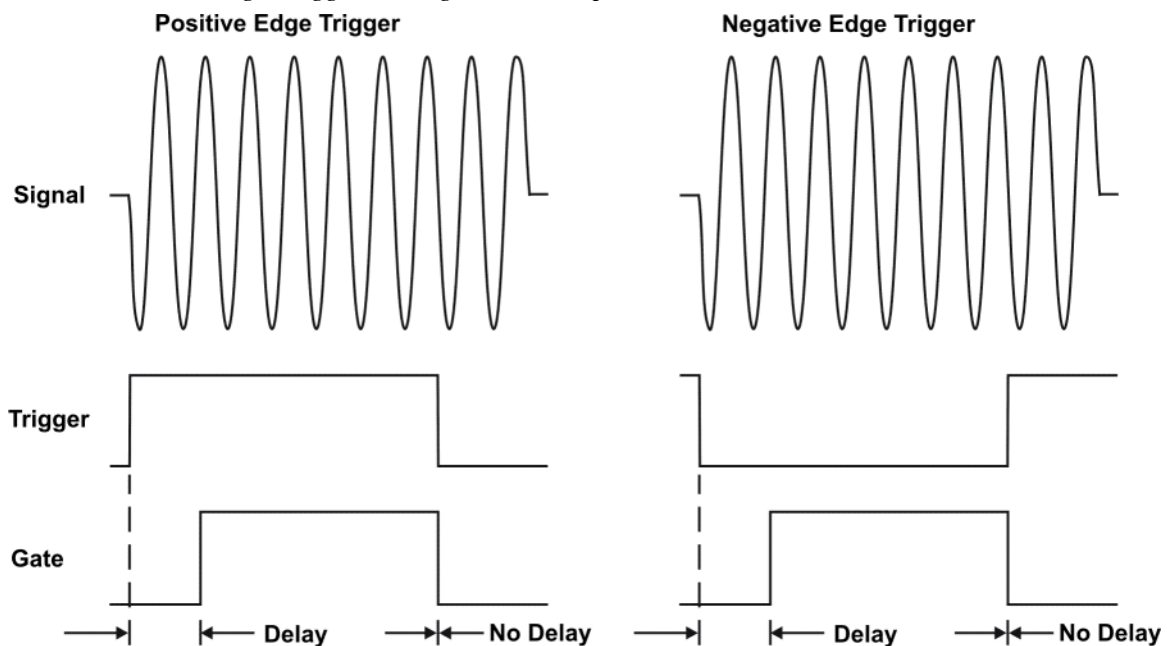 Positive Edge Trigger
Negative Edge Trigger
Signal
Trigger
Gate
Delay
No Delay
Delay
No Delay